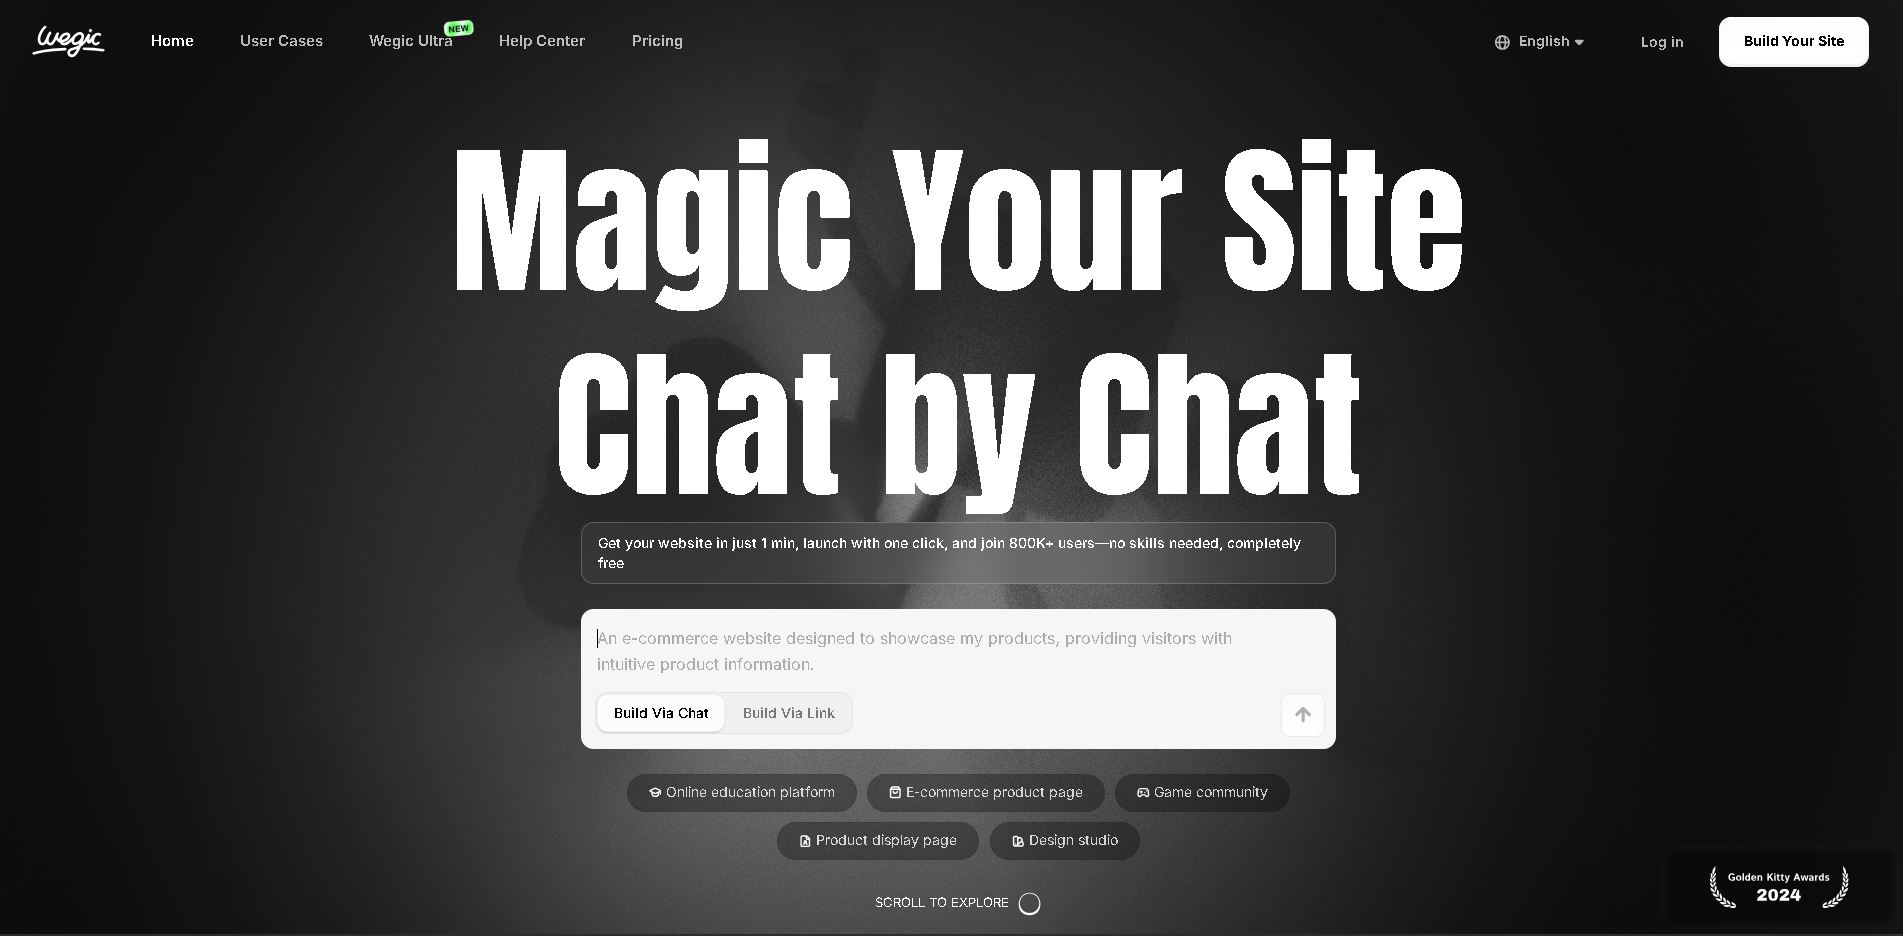 Wegic
Home
User Cases
Wegic Ultra
NEW
Help Center
Pricing
English
Log in
Build Your Site
Magic Your Site
Chat by Chat
Get your website in just 1 min, launch with one click, and join 800K+ users—no skills needed, completely
free
An e-commerce website designed to showcase my products, providing visitors with
intuitive product information.
Build Via Chat
Build Via Link
Online education platform
E-commerce product page
Game community
Product display page
Design studio
SCROLL TO EXPLORE
Golden Kitty Awards
2024